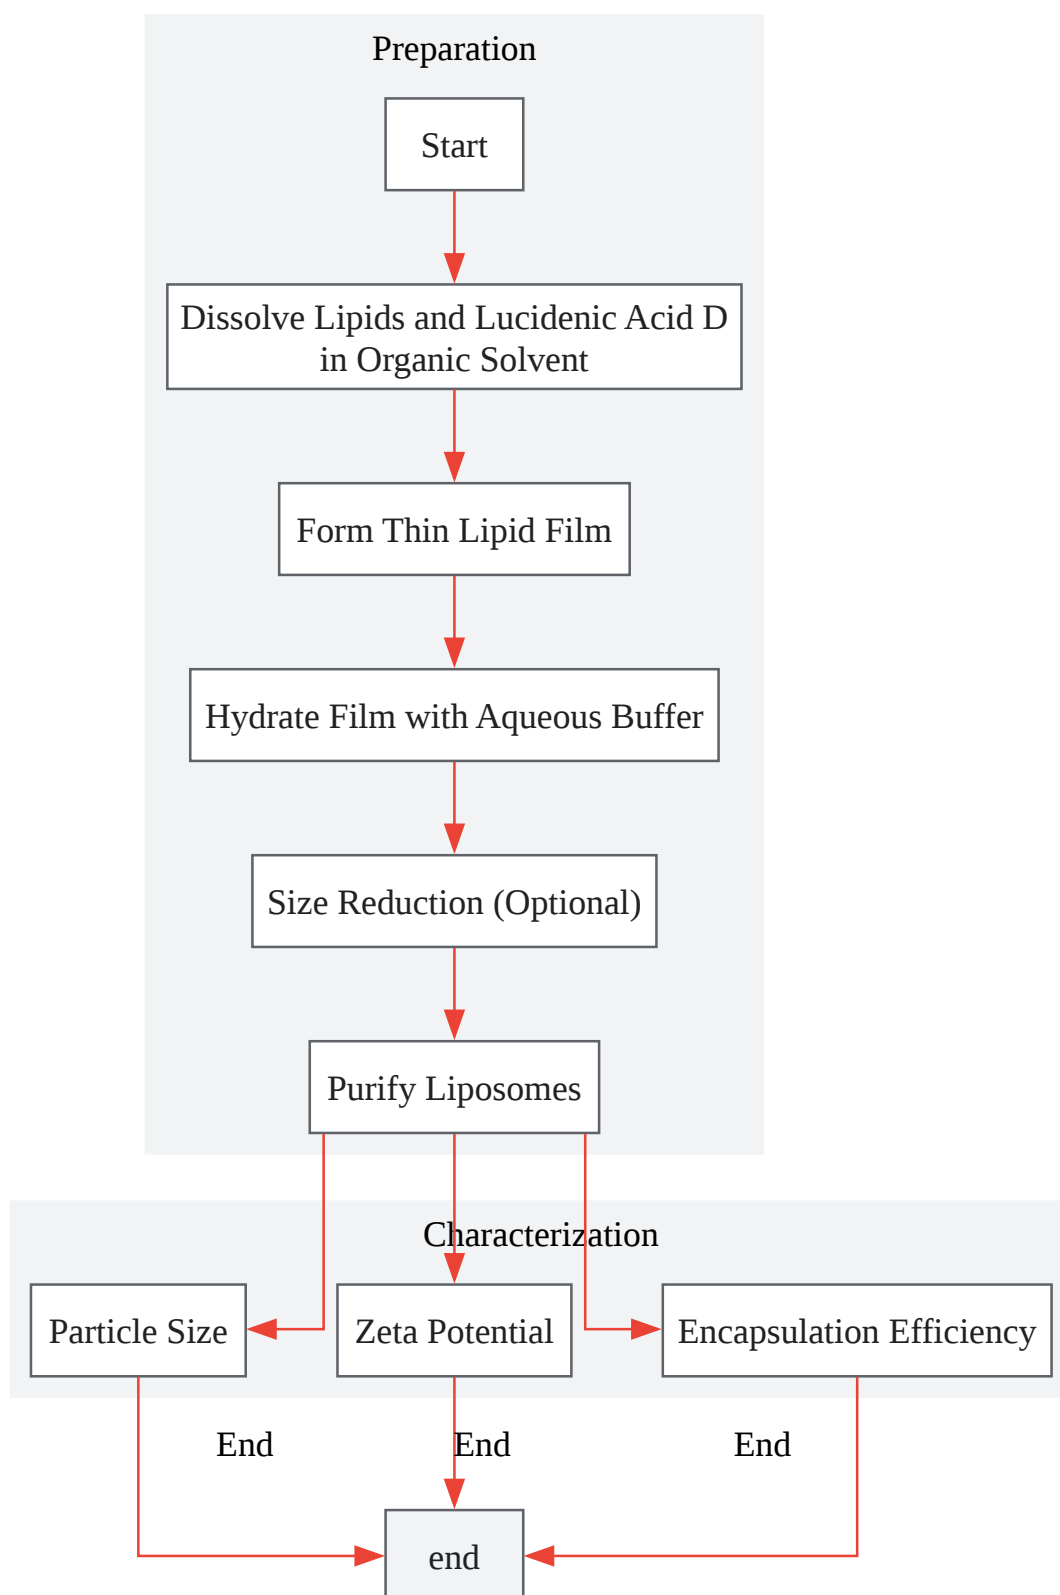 Preparation
Start
Dissolve Lipids and Lucidenic Acid D
in Organic Solvent
Form Thin Lipid Film
Hydrate Film with Aqueous Buffer
Size Reduction (Optional)
Purify Liposomes
Characterization
Particle Size
Zeta Potential
Encapsulation Efficiency
End
End
End
end